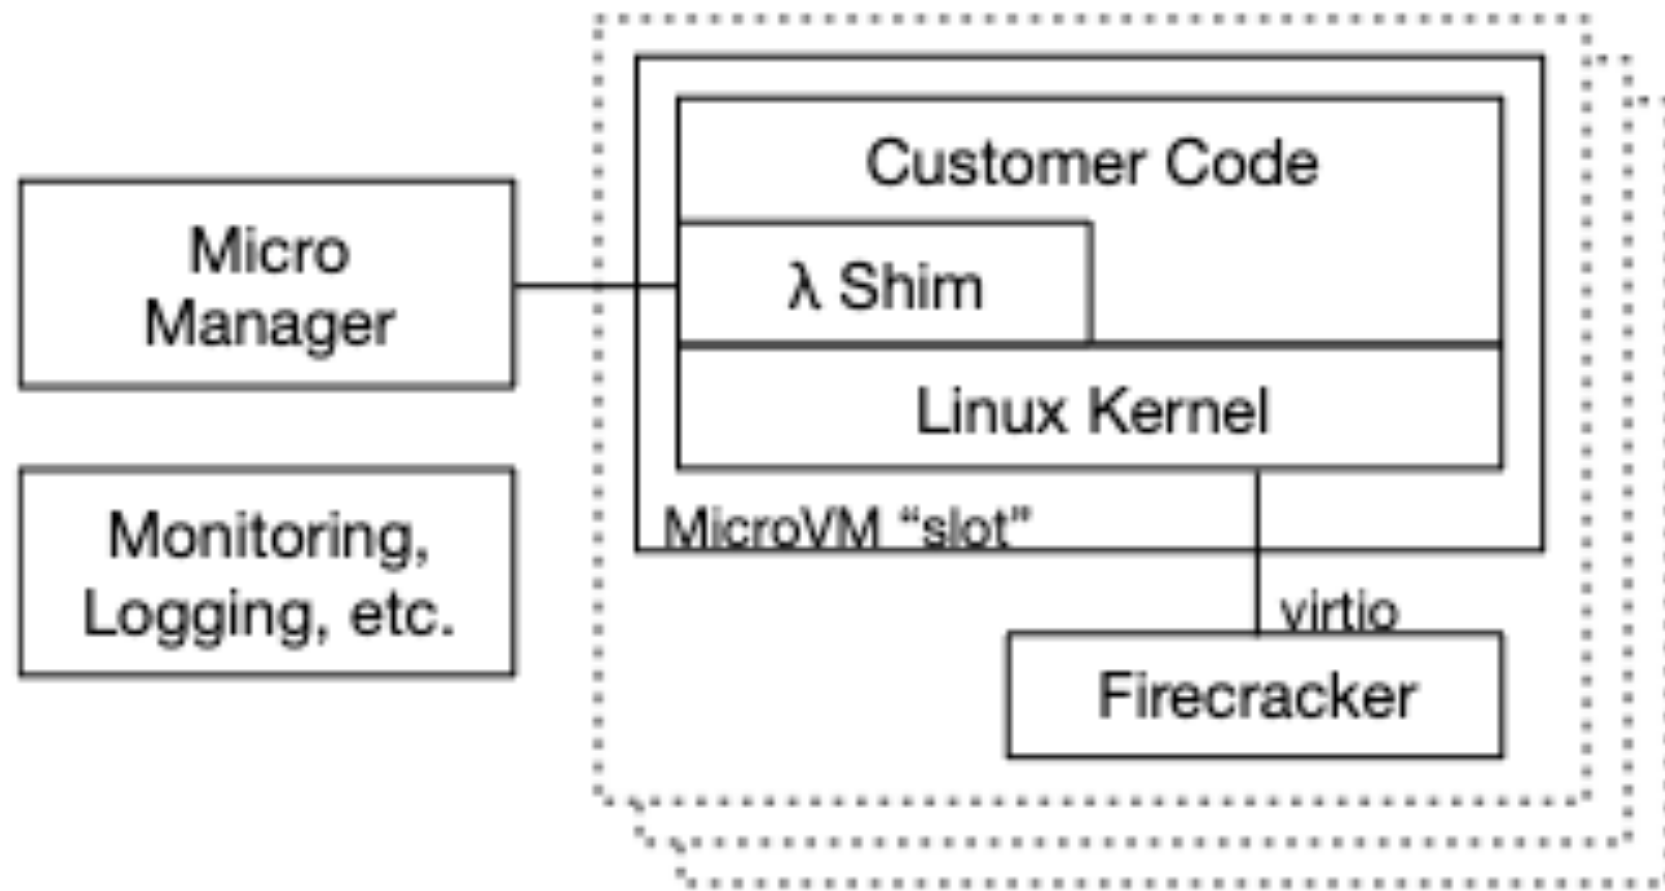 Customer Code
Micro
Manager
λ Shim
Linux Kernel
MicroVM “slot”
Monitoring,
Logging, etc.
virtio
Firecracker